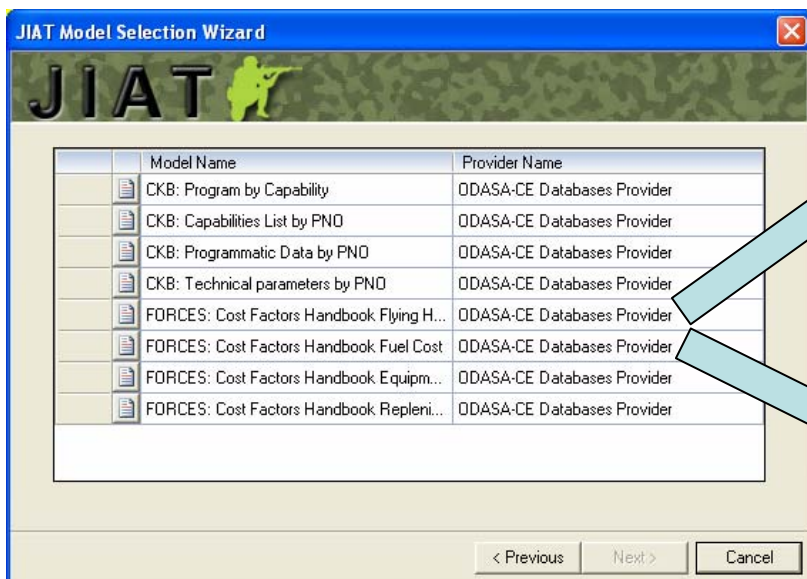 JIAT Model Selection Wizard
JIAT
Model Name Provider Name
CKB: Program by Capability ODASA-CE Databases Provider
CKB: Capabilities List by PNO ODASA-CE Databases Provider
CKB: Programmatic Data by PNO ODASA-CE Databases Provider
CKB: Technical parameters by PNO ODASA-CE Databases Provider
FORCES: Cost Factors Handbook Flying H... ODASA-CE Databases Provider
FORCES: Cost Factors Handbook Fuel Cost ODASA-CE Databases Provider
FORCES: Cost Factors Handbook Equipm... ODASA-CE Databases Provider
FORCES: Cost Factors Handbook Repleni... ODASA-CE Databases Provider
< Previous Next > Cancel